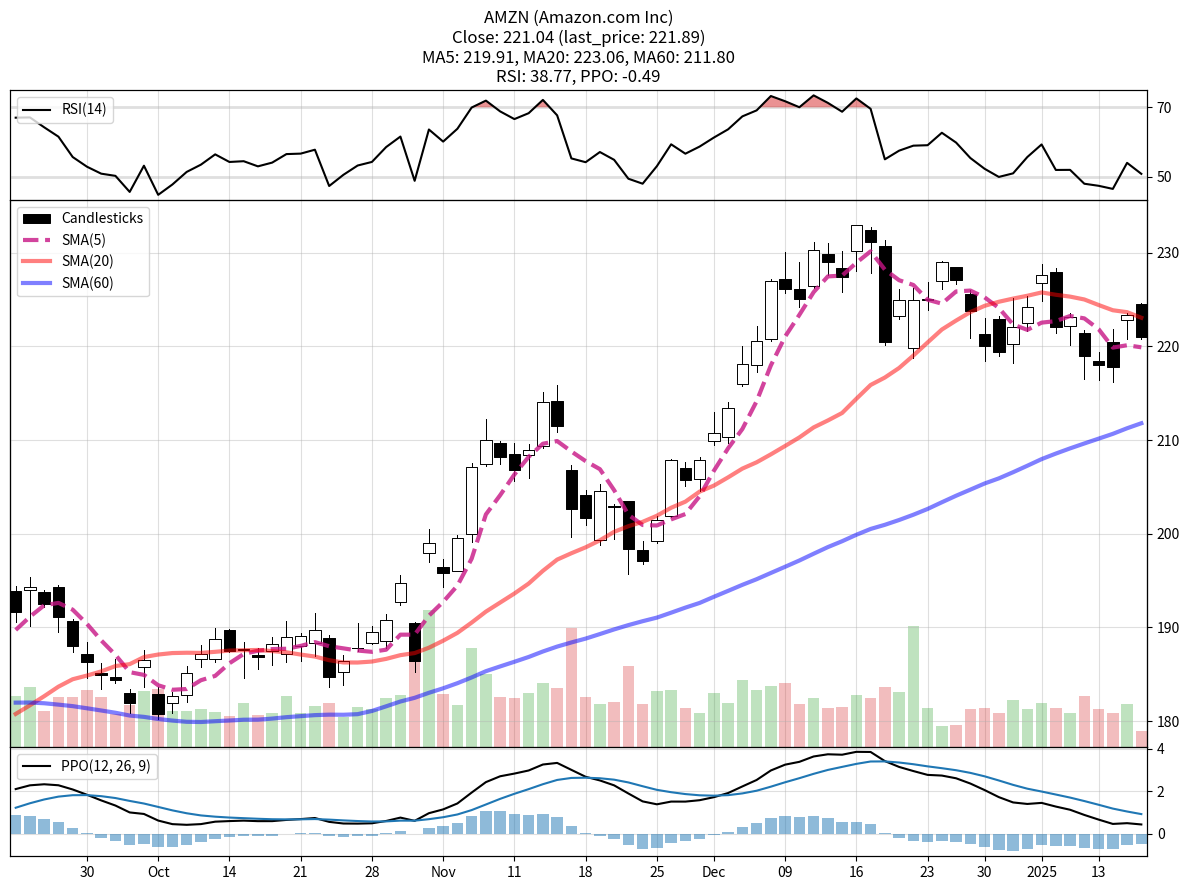 AMZN (Amazon.com Inc)
Close: 221.04 (last_price: 221.89)
MA5: 219.91, MA20: 223.06, MA60: 211.80
RSI: 38.77, PPO: -0.49
RSI(14)
70
50
Candlesticks
SMA(5)
SMA(20)
SMA(60)
230
220
210
200
190
180
PPO(12, 26, 9)
4
2
0
30 Oct 14 21 28 Nov 11 18 25 Dec 09 16 23 30 2025 13